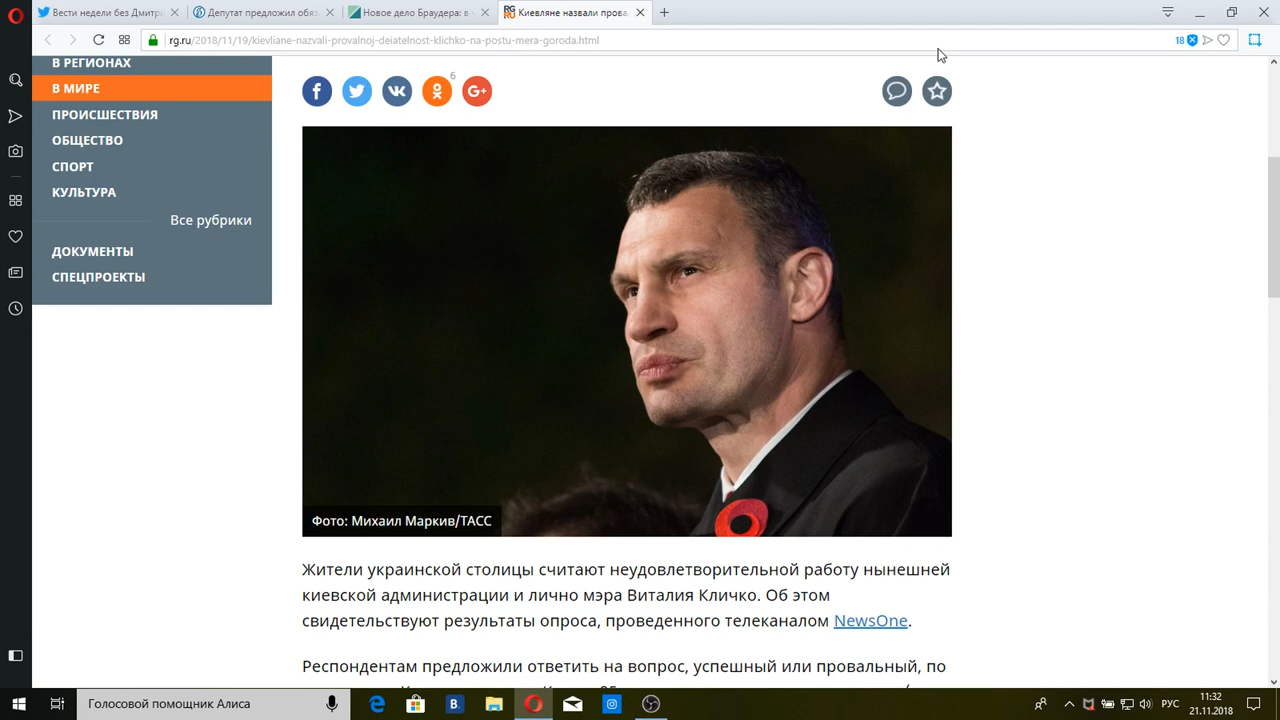 Вести недели без Дмитри
Депутат предложил обяз
Новое дело Браудера: в
Киевляне назвали прова
rg.ru/2018/11/19/kievliane-nazvali-provalnoj-deiatelnost-klichko-na-postu-mera-goroda.html
18
В РЕГИОНАХ
В МИРЕ
ПРОИСШЕСТВИЯ
ОБЩЕСТВО
СПОРТ
КУЛЬТУРА
Все рубрики
ДОКУМЕНТЫ
СПЕЦПРОЕКТЫ
6
G+
Фото: Михаил Маркив/ТАСС
Жители украинской столицы считают неудовлетворительной работу нынешней
киевской администрации и лично мэра Виталия Кличко. Об этом
свидетельствуют результаты опроса, проведенного телеканалом NewsOne.
Респондентам предложили ответить на вопрос, успешный или провальный, по
Голосовой помощник Алиса
РУС
11:32
21.11.2018